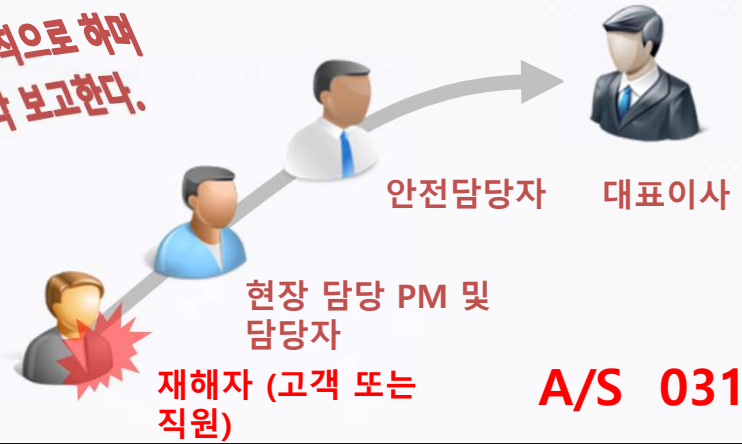 적으로 하며
보고한다.
안전담당자 대표이사
현장 담당 PM 및
담당자
재해자 (고객 또는
직원)
A/S 031